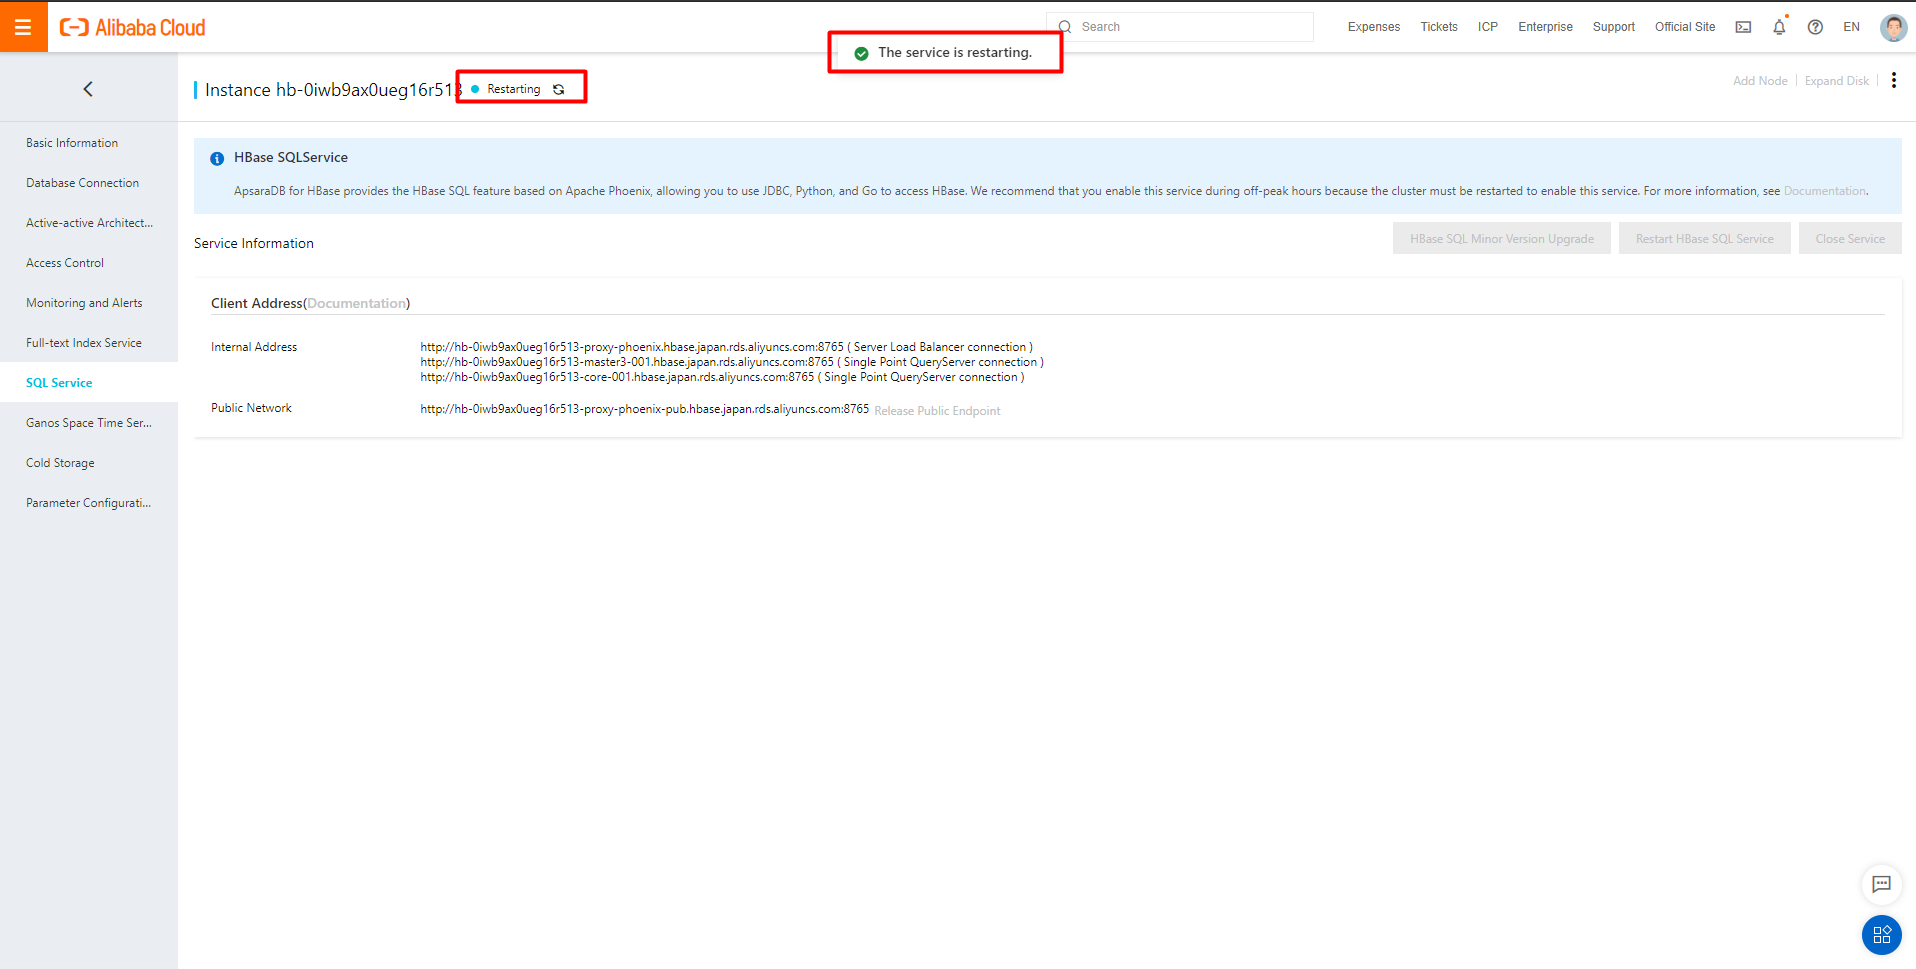 Alibaba Cloud
Search
Expenses
Tickets
ICP
Enterprise
Support
Official Site
EN
The service is restarting.
Instance hb-0iwb9ax0ueg16r513
Restarting
Add Node
Expand Disk
Basic Information
Database Connection
Active-active Architect...
Access Control
Monitoring and Alerts
Full-text Index Service
SQL Service
Ganos Space Time Ser...
Cold Storage
Parameter Configurati...
HBase SQLService
ApsaraDB for HBase provides the HBase SQL feature based on Apache Phoenix, allowing you to use JDBC, Python, and Go to access HBase. We recommend that you enable this service during off-peak hours because the cluster must be restarted to enable this service. For more information, see Documentation.
Service Information
HBase SQL Minor Version Upgrade
Restart HBase SQL Service
Close Service
Client Address(Documentation)
Internal Address
http://hb-0iwb9ax0ueg16r513-proxy-phoenix.hbase.japan.rds.aliyuncs.com:8765 ( Server Load Balancer connection )
http://hb-0iwb9ax0ueg16r513-master3-001.hbase.japan.rds.aliyuncs.com:8765 ( Single Point QueryServer connection )
http://hb-0iwb9ax0ueg16r513-core-001.hbase.japan.rds.aliyuncs.com:8765 ( Single Point QueryServer connection )
Public Network
http://hb-0iwb9ax0ueg16r513-proxy-phoenix-pub.hbase.japan.rds.aliyuncs.com:8765 Release Public Endpoint